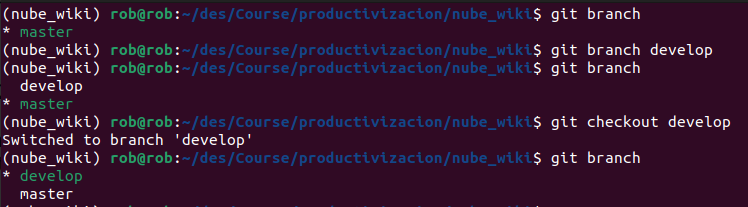 (nube_wiki) rob@rob:~/des/Course/productivizacion/nube_wiki$ git branch
* master
(nube_wiki) rob@rob:~/des/Course/productivizacion/nube_wiki$ git branch develop
(nube_wiki) rob@rob:~/des/Course/productivizacion/nube_wiki$ git branch
  develop
* master
(nube_wiki) rob@rob:~/des/Course/productivizacion/nube_wiki$ git checkout develop
Switched to branch 'develop'
(nube_wiki) rob@rob:~/des/Course/productivizacion/nube_wiki$ git branch
* develop
  master